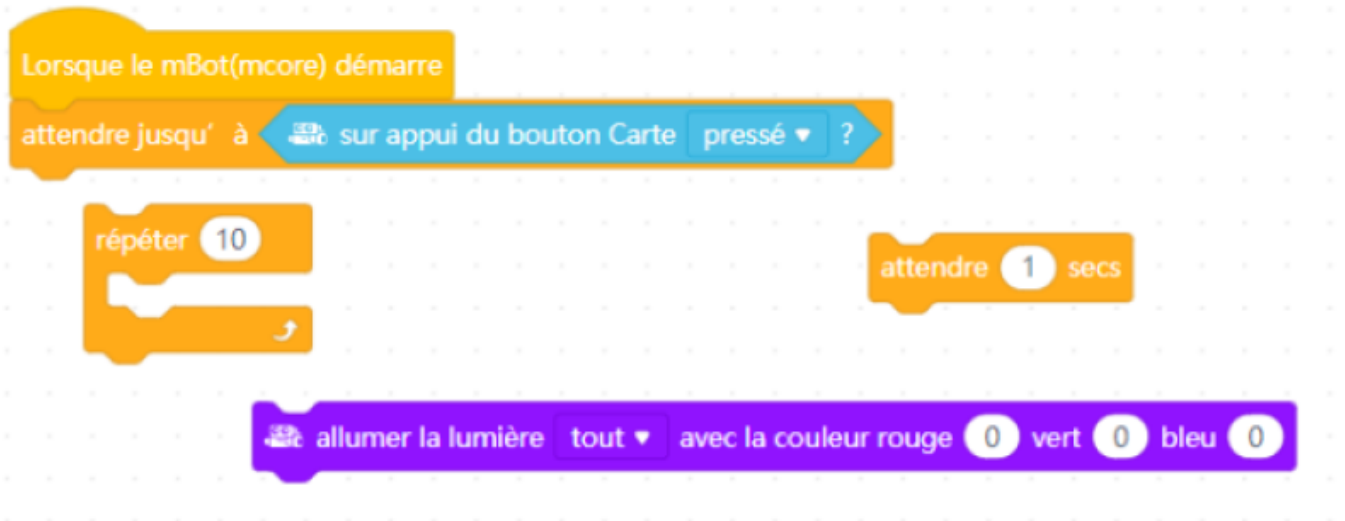 Lorsque le mBot(mcore) démarre
attendre jusqu' à sur appui du bouton Carte pressé ?
répéter 10
attendre 1 secs
allumer la lumière tout avec la couleur rouge 0 vert 0 bleu 0